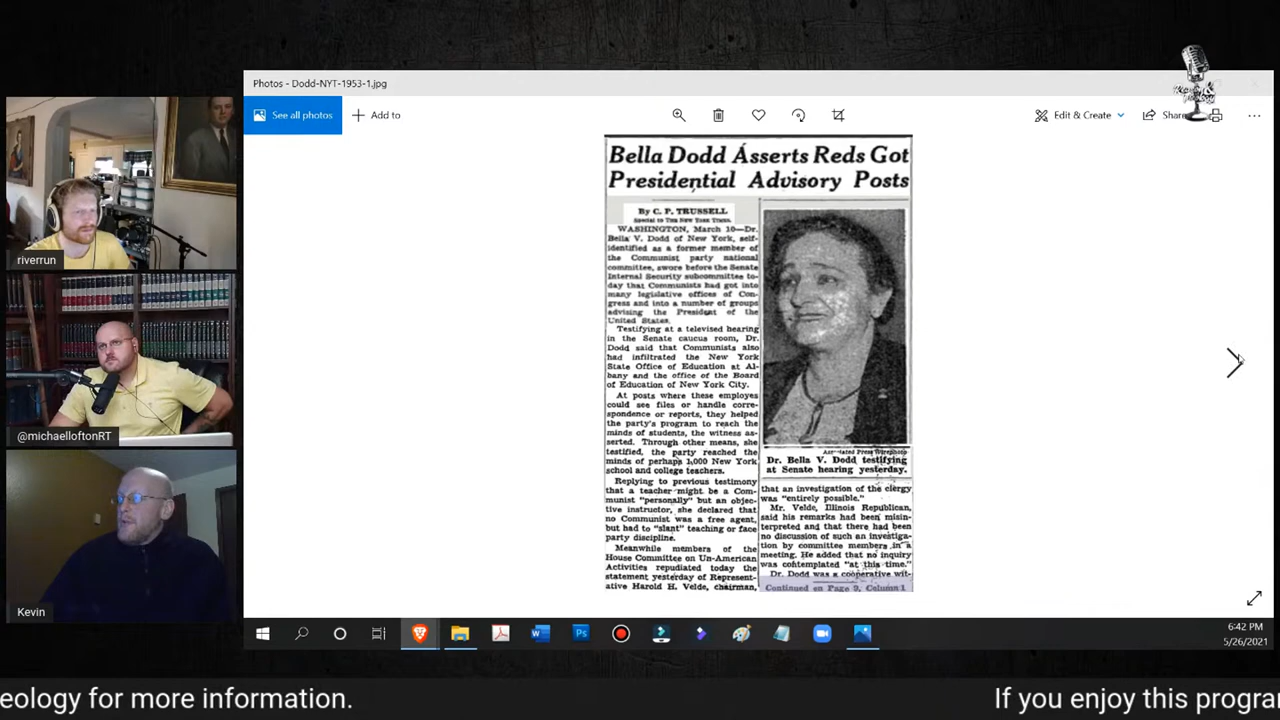 Photos - Dodd-NYT-1953-1.jpg
See all photos
Add to
Edit & Create
Share
Bella Dodd Asserts Reds Got
Presidential Advisory Posts
By C. P. TRUSSELL
Special to THE NEW YORK TIMES.
WASHINGTON, March 10—Dr.
Bella V. Dodd of New York, self-
identified as a former member of
the Communist party national
committee, swore before the Senate
Internal Security subcommittee to-
day that Communists had got into
many legislative offices of Con-
gress and into a number of groups
advising the President of the
United States.
Testifying at a televised hearing
in the Senate caucus room, Dr.
Dodd said that Communists also
had infiltrated the New York
State Office of Education at Al-
bany and the office of the Board
of Education of New York City.
At posts where these employes
could see files or handle corre-
spondence or reports, they helped
the party's program to reach the
minds of students, the witness as-
serted. Through other means, she
testified, the party reached the
minds of perhaps 1,000 New York
school and college teachers.
Replying to previous testimony
that a teacher might be a Com-
munist "personally" but an objec-
tive instructor, she declared that
no Communist was a free agent,
but had to "slant" teaching or face
party discipline.
Meanwhile members of the
House Committee on Un-American
Activities repudiated today the
statement yesterday of Represent-
ative Harold H. Velde, chairman,
Associated Press Wirephoto
Dr. Bella V. Dodd testifying
at Senate hearing yesterday.
that an investigation of the clergy
was "entirely possible."
Mr. Velde, Illinois Republican,
said his remarks had been misin-
terpreted and that there had been
no discussion of such an investiga-
tion by committee members in a
meeting. He added that no inquiry
was contemplated "at this time."
Dr. Dodd was a cooperative wit-
Continued on Page 9, Column 1
riverrun
@michaelloftonRT
Kevin
6:42 PM
5/26/2021
eology for more information.
If you enjoy this progra